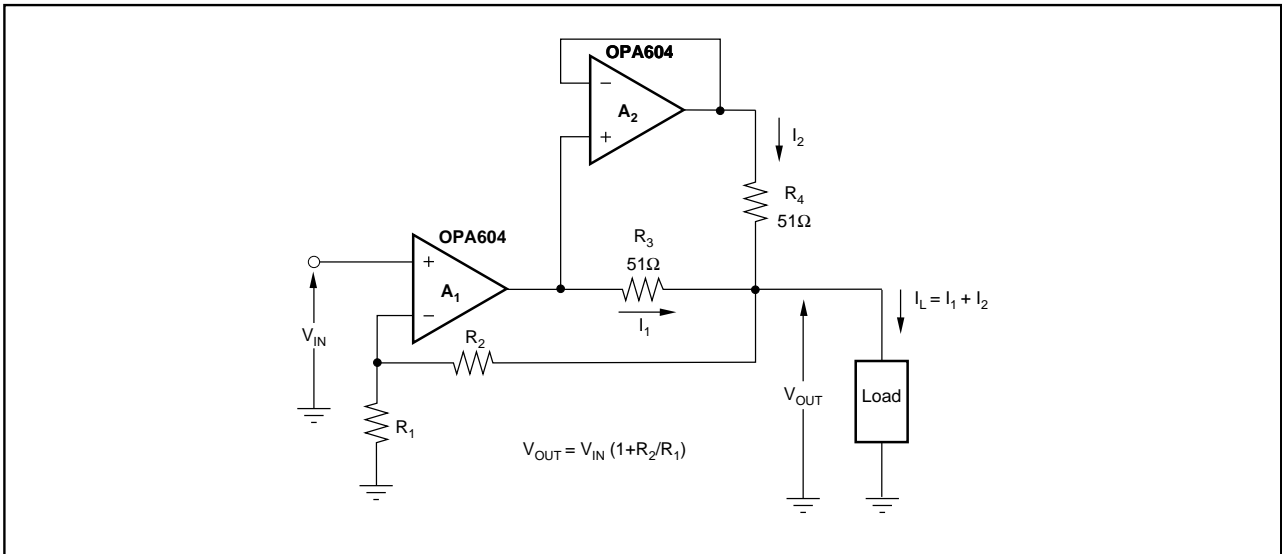 OPA604
−
A2
+
I2
R4
51Ω
OPA604
R3
51Ω
+
A1
−
I1
IL = I1 + I2
VIN
R2
VOUT
Load
R1
VOUT = VIN (1+R2/R1)